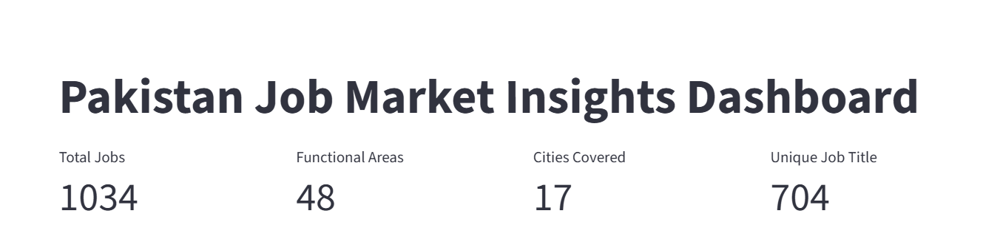 Pakistan Job Market Insights Dashboard
Total Jobs Functional Areas Cities Covered Unique Job Title
1034 48 17 704